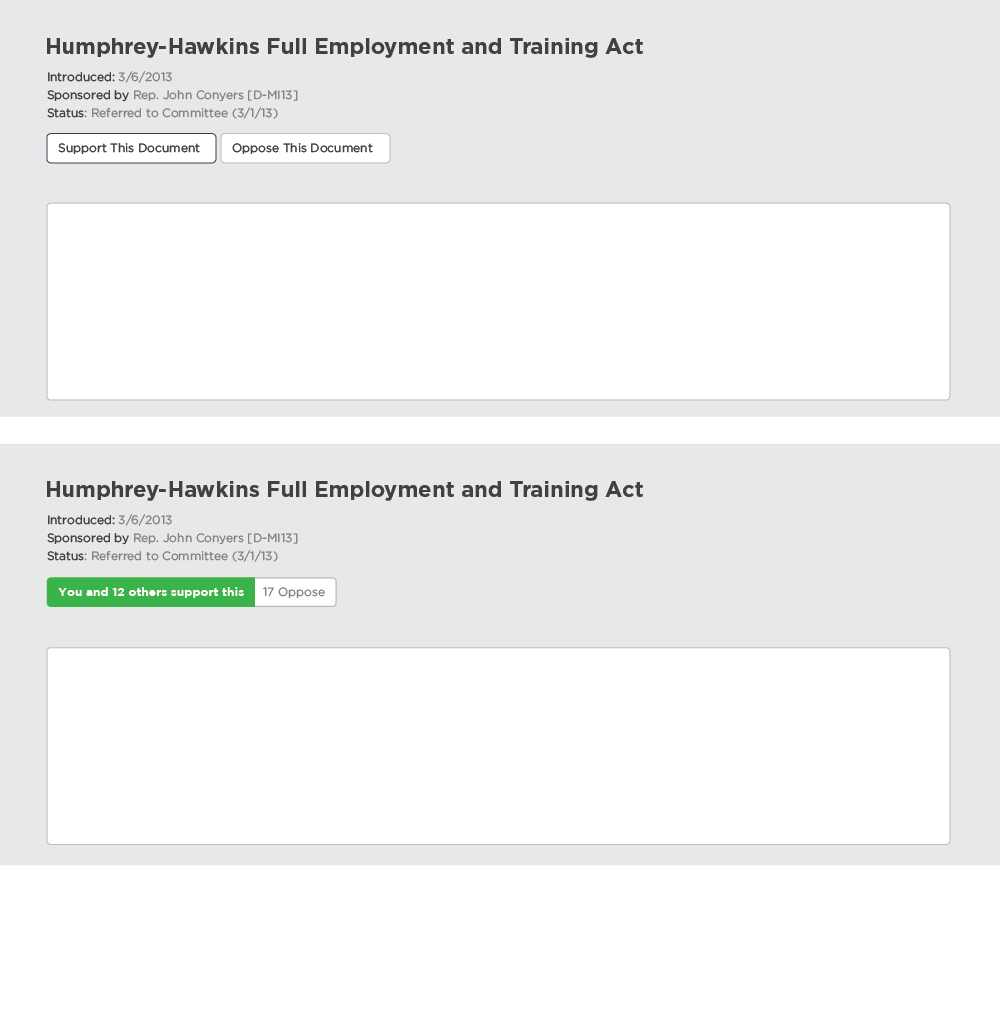 Humphrey-Hawkins Full Employment and Training Act
Introduced: 3/6/2013
Sponsored by Rep. John Conyers [D-MI13]
Status: Referred to Committee (3/1/13)
Support This Document Oppose This Document
Humphrey-Hawkins Full Employment and Training Act
Introduced: 3/6/2013
Sponsored by Rep. John Conyers [D-MI13]
Status: Referred to Committee (3/1/13)
You and 12 others support this 17 Oppose